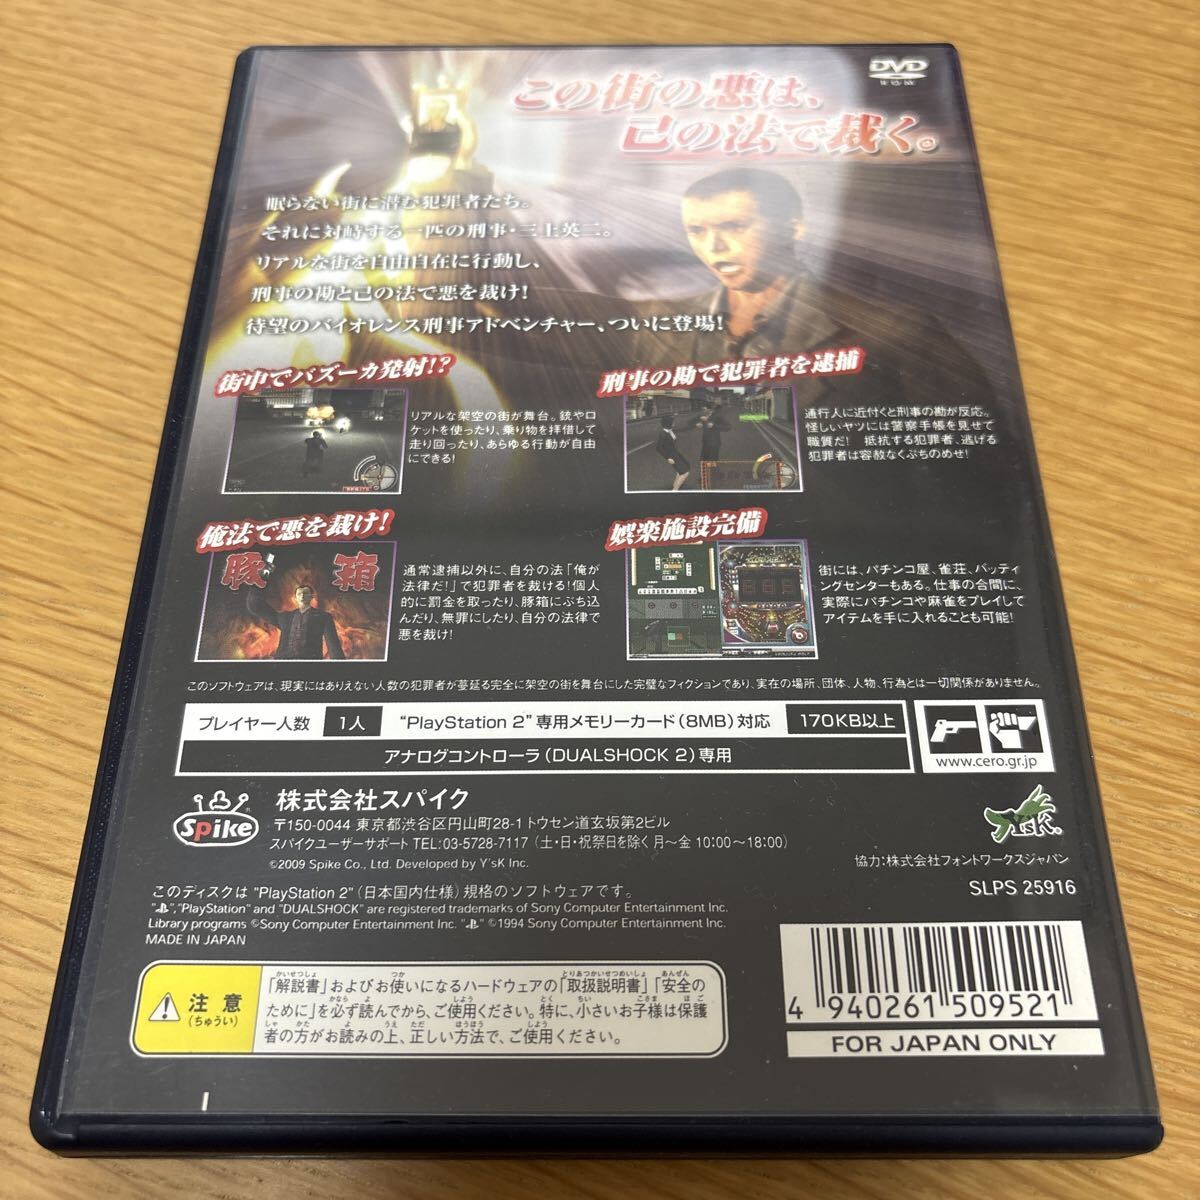 DVD
この街の悪は、
己の法で裁く。
眠らない街に潜む犯罪者たち。
それに対峙する一匹の刑事・三上英二。
リアルな街を自由自在に行動し、
刑事の勘と己の法で悪を裁け!
待望のバイオレンス刑事アドベンチャー、ついに登場!
街中でバズーカ発射!?
リアルな架空の街が舞台。銃やロ
ケットを使ったり、乗り物を拝借して
走り回ったり、あらゆる行動が自由
にできる!
刑事の勘で犯罪者を逮捕
通行人に近付くと刑事の勘が反応。
怪しいヤツには警察手帳を見せて
職質だ! 抵抗する犯罪者、逃げる
犯罪者は容赦なくぶちのめせ!
俺法で悪を裁け!
豚箱
通常逮捕以外に、自分の法「俺が
法律だ!」で犯罪者を裁ける!個人
的に罰金を取ったり、豚箱にぶち込
んだり、無罪にしたり、自分の法律で
悪を裁け!
娯楽施設完備
街には、パチンコ屋、雀荘、バッティ
ングセンターもある。仕事の合間に、
実際にパチンコや麻雀をプレイして
アイテムを手に入れることも可能!
このソフトウェアは、現実にはありえない人数の犯罪者が蔓延る完全に架空の街を舞台にした完璧なフィクションであり、実在の場所、団体、人物、行為とは一切関係がありません。
プレイヤー人数 1人 "PlayStation 2"専用メモリーカード(8MB)対応 170KB以上
アナログコントローラ(DUALSHOCK 2)専用
www.cero.gr.jp
Spike
株式会社スパイク
〒150-0044 東京都渋谷区円山町28-1 トウセン道玄坂第2ビル
スパイクユーザーサポート TEL:03-5728-7117 (土・日・祝祭日を除く 月〜金 10:00〜18:00)
©2009 Spike Co., Ltd. Developed by Y'sK Inc.
Y'sK.
協力:株式会社フォントワークスジャパン
SLPS 25916
このディスクは "PlayStation 2"(日本国内仕様)規格のソフトウェアです。
"PS","PlayStation" and "DUALSHOCK" are registered trademarks of Sony Computer Entertainment Inc.
Library programs ©Sony Computer Entertainment Inc. "PS" ©1994 Sony Computer Entertainment Inc.
MADE IN JAPAN
注意
(ちゅうい)
「解説書」およびお使いになるハードウェアの「取扱説明書」「安全の
ために」を必ず読んでから、ご使用ください。特に、小さいお子様は保護
者の方がお読みの上、正しい方法で、ご使用ください。
4 940261 509521
FOR JAPAN ONLY